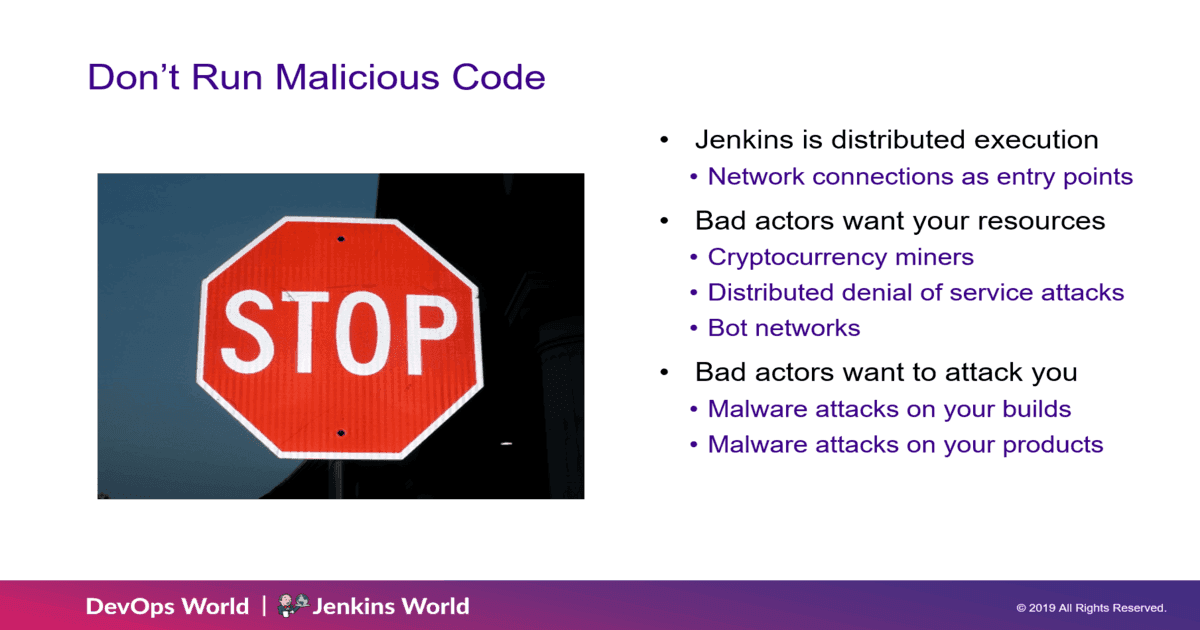 Don’t Run Malicious Code
STOP
• Jenkins is distributed execution
• Network connections as entry points
• Bad actors want your resources
• Cryptocurrency miners
• Distributed denial of service attacks
• Bot networks
• Bad actors want to attack you
• Malware attacks on your builds
• Malware attacks on your products
DevOps World | Jenkins World
© 2019 All Rights Reserved.